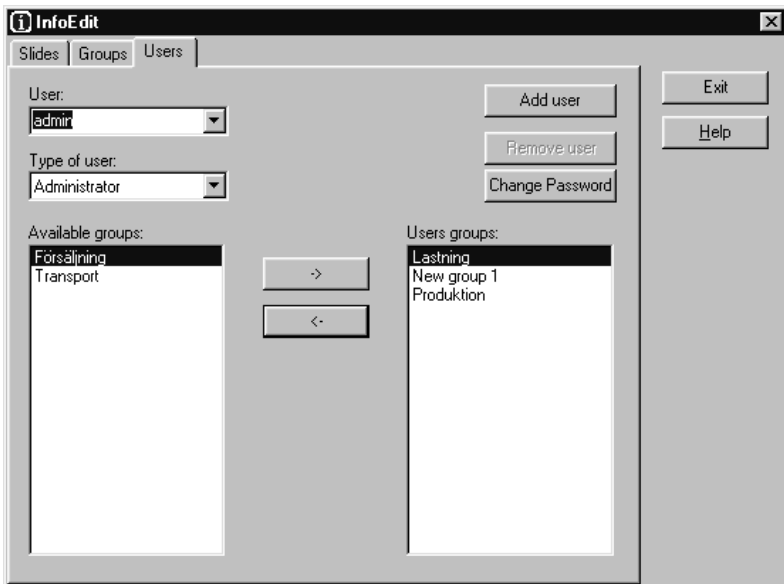 InfoEdit
Slides
Groups
Users
User:
admin
Type of user:
Administrator
Add user
Remove user
Change Password
Exit
Help
Available groups:
Försäljning
Transport
->
<-
Users groups:
Lastning
New group 1
Produktion